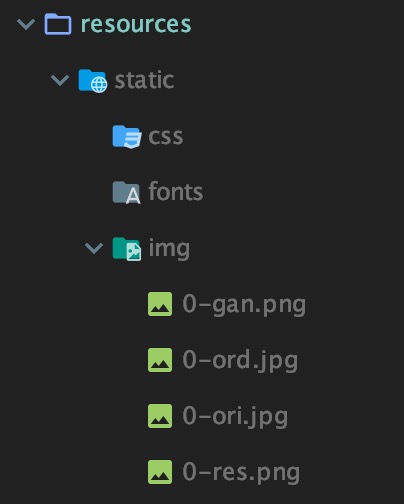 resources
static
css
fonts
img
0-gan.png
0-ord.jpg
0-ori.jpg
0-res.png